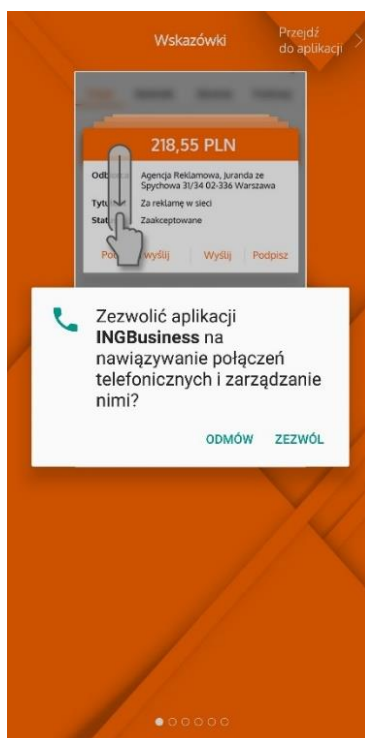 Wskazówki
Przejdź
do aplikacji
218,55 PLN
Agencja Reklamowa, Juranda ze
Spychowa 31/34 02-336 Warszawa
Za reklamę w sieci
Zaakceptowane
wyślij Wyślij Podpisz
Zezwolić aplikacji
INGBusiness na
nawiązywanie połączeń
telefonicznych i zarządzanie
nimi?
ODMÓW ZEZWÓL